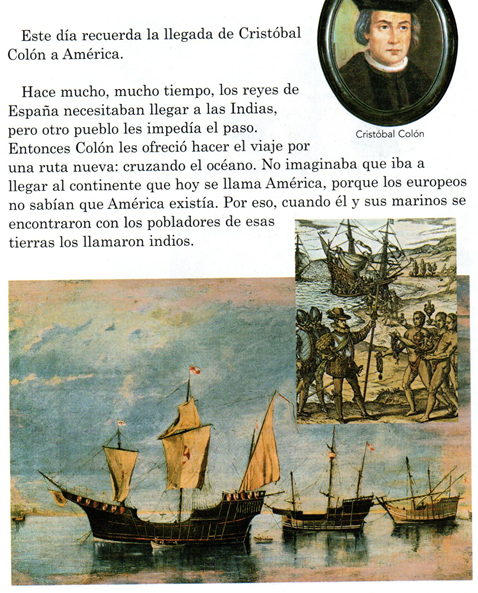 Este día recuerda la llegada de Cristóbal
Colón a América.
Cristóbal Colón
Hace mucho, mucho tiempo, los reyes de
España necesitaban llegar a las Indias,
pero otro pueblo les impedía el paso.
Entonces Colón les ofreció hacer el viaje por
una ruta nueva: cruzando el océano. No imaginaba que iba a
llegar al continente que hoy se llama América, porque los europeos
no sabían que América existía. Por eso, cuando él y sus marinos se
encontraron con los pobladores de esas
tierras los llamaron indios.